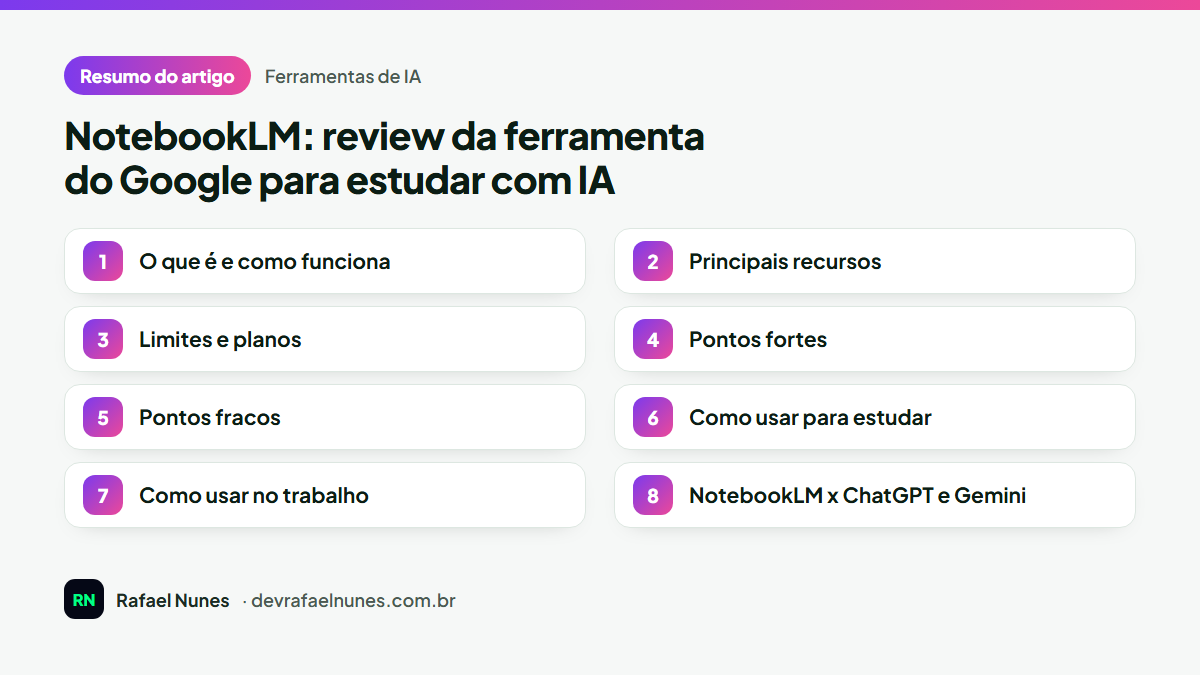 Resumo do artigo
Ferramentas de IA
NotebookLM: review da ferramenta
do Google para estudar com IA
1 O que é e como funciona
2 Principais recursos
3 Limites e planos
4 Pontos fortes
5 Pontos fracos
6 Como usar para estudar
7 Como usar no trabalho
8 NotebookLM x ChatGPT e Gemini
RN Rafael Nunes · devrafaelnunes.com.br